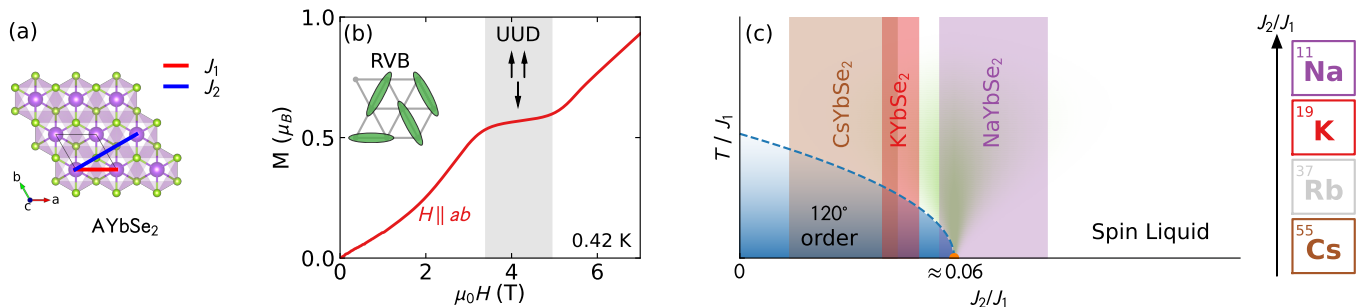 (a)
J₁
J₂
b
c
a
AYbSe₂
(b)
M (μ_B)
1.0
0.5
0.0
RVB
UUD
H ∥ ab
0.42 K
0
2
4
6
μ₀H (T)
(c)
T / J₁
CsYbSe₂
KYbSe₂
NaYbSe₂
120°
order
Spin Liquid
0
≈0.06
J₂/J₁
J₂/J₁
11
Na
19
K
37
Rb
55
Cs